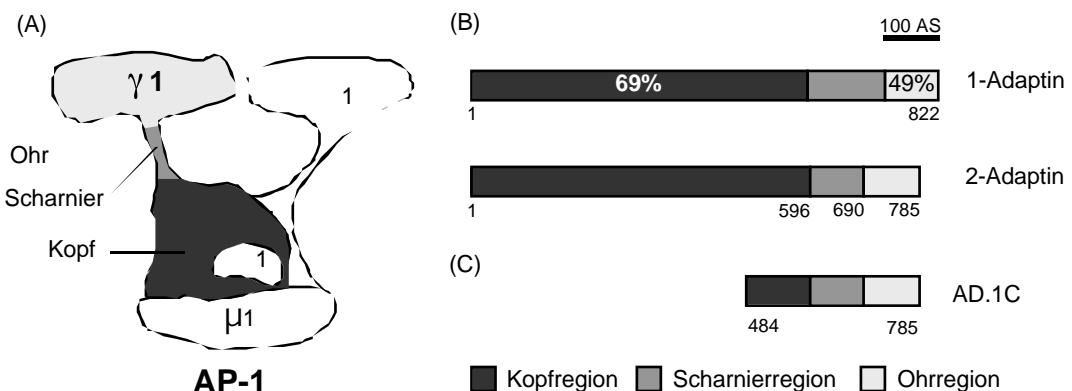 (A)
γ 1
1
Ohr
Scharnier
Kopf
1
μ1
AP-1
(B)
100 AS
69%
49%
1-Adaptin
1
822
2-Adaptin
1
596
690
785
(C)
AD.1C
484
785
Kopfregion
Scharnierregion
Ohrregion